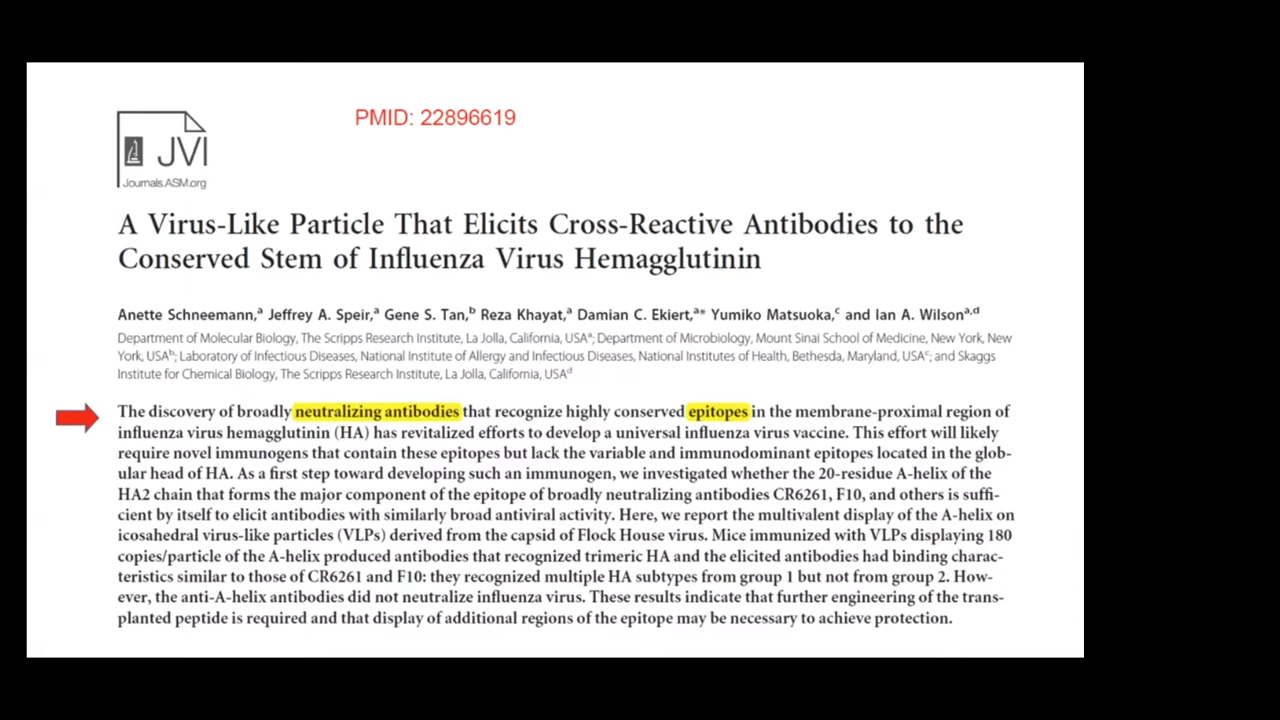 PMID: 22896619
JVI
Journals.ASM.org
A Virus-Like Particle That Elicits Cross-Reactive Antibodies to the
Conserved Stem of Influenza Virus Hemagglutinin
Anette Schneemann,a Jeffrey A. Speir,a Gene S. Tan,b Reza Khayat,a Damian C. Ekiert,a* Yumiko Matsuoka,c and Ian A. Wilsona,d
Department of Molecular Biology, The Scripps Research Institute, La Jolla, California, USAa; Department of Microbiology, Mount Sinai School of Medicine, New York, New
York, USAb; Laboratory of Infectious Diseases, National Institute of Allergy and Infectious Diseases, National Institutes of Health, Bethesda, Maryland, USAc; and Skaggs
Institute for Chemical Biology, The Scripps Research Institute, La Jolla, California, USAd
The discovery of broadly neutralizing antibodies that recognize highly conserved epitopes in the membrane-proximal region of
influenza virus hemagglutinin (HA) has revitalized efforts to develop a universal influenza virus vaccine. This effort will likely
require novel immunogens that contain these epitopes but lack the variable and immunodominant epitopes located in the glob-
ular head of HA. As a first step toward developing such an immunogen, we investigated whether the 20-residue A-helix of the
HA2 chain that forms the major component of the epitope of broadly neutralizing antibodies CR6261, F10, and others is suffi-
cient by itself to elicit antibodies with similarly broad antiviral activity. Here, we report the multivalent display of the A-helix on
icosahedral virus-like particles (VLPs) derived from the capsid of Flock House virus. Mice immunized with VLPs displaying 180
copies/particle of the A-helix produced antibodies that recognized trimeric HA and the elicited antibodies had binding charac-
teristics similar to those of CR6261 and F10: they recognized multiple HA subtypes from group 1 but not from group 2. How-
ever, the anti-A-helix antibodies did not neutralize influenza virus. These results indicate that further engineering of the trans-
planted peptide is required and that display of additional regions of the epitope may be necessary to achieve protection.